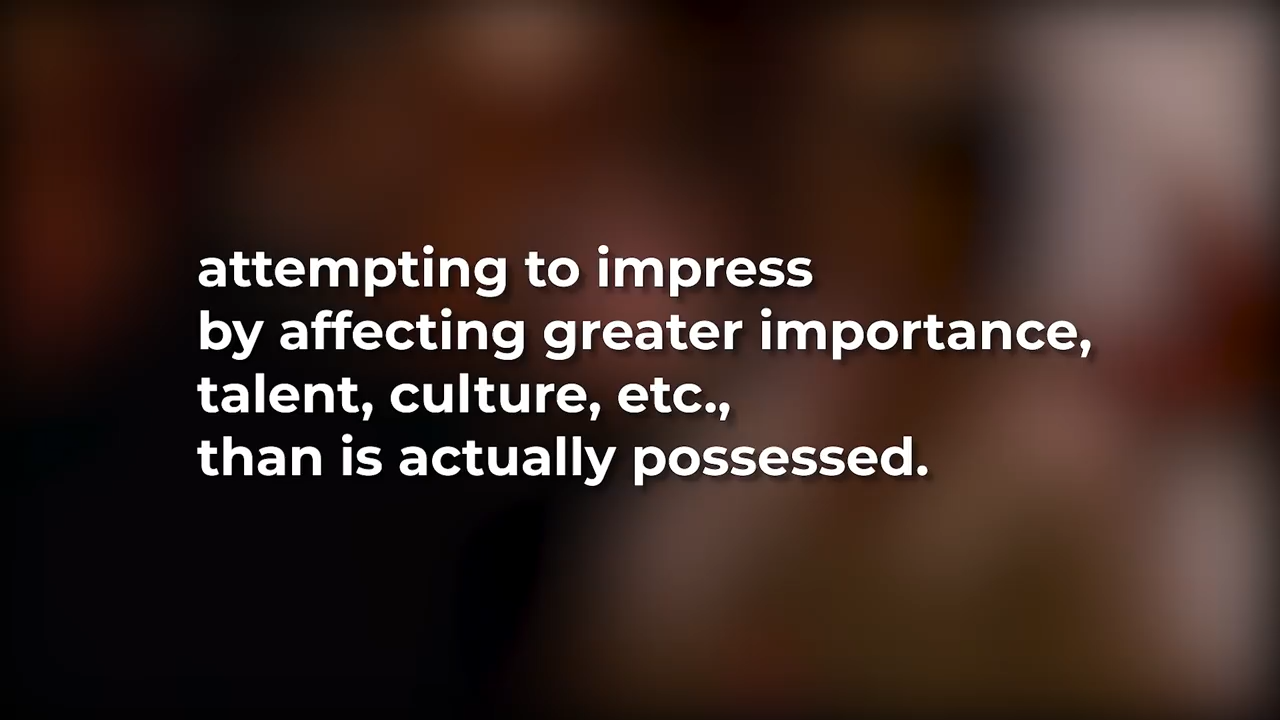 attempting to impress
by affecting greater importance,
talent, culture, etc.,
than is actually possessed.